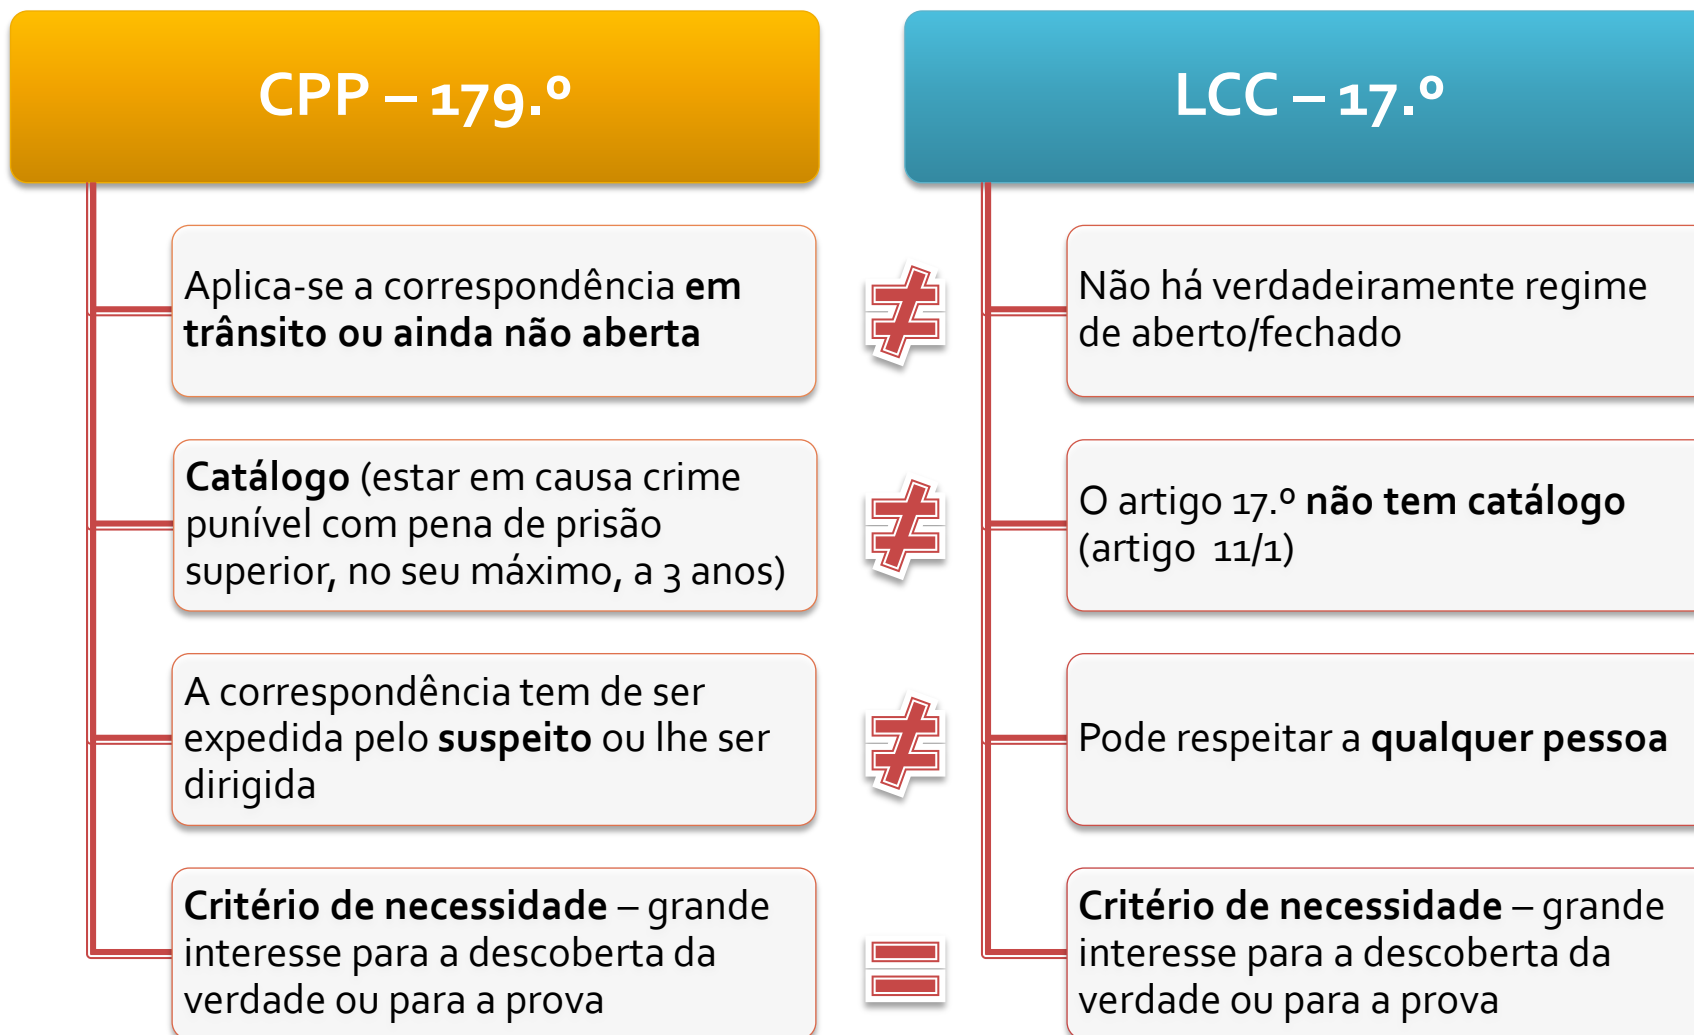 CPP – 179.º
Aplica-se a correspondência em
trânsito ou ainda não aberta
Catálogo (estar em causa crime
punível com pena de prisão
superior, no seu máximo, a 3 anos)
A correspondência tem de ser
expedida pelo suspeito ou lhe ser
dirigida
Critério de necessidade – grande
interesse para a descoberta da
verdade ou para a prova
≠
≠
≠
=
LCC – 17.º
Não há verdadeiramente regime
de aberto/fechado
O artigo 17.º não tem catálogo
(artigo 11/1)
Pode respeitar a qualquer pessoa
Critério de necessidade – grande
interesse para a descoberta da
verdade ou para a prova